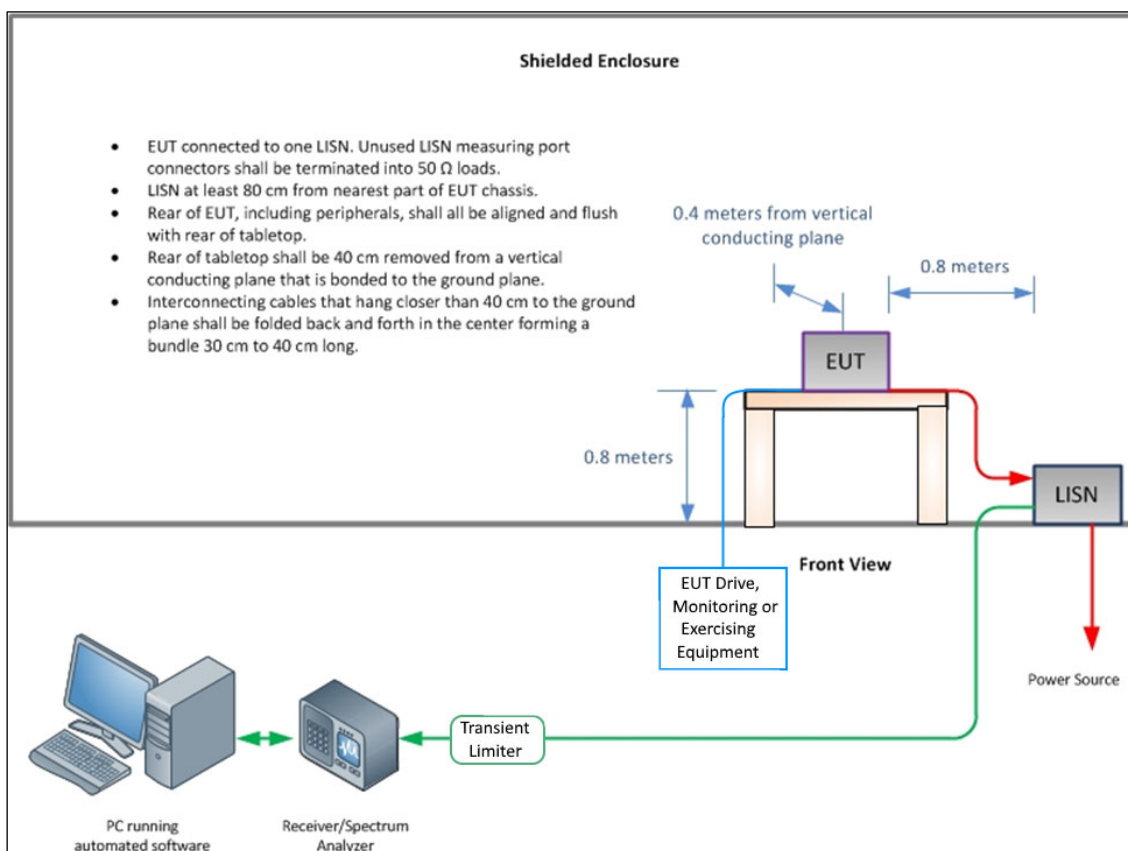 Shielded Enclosure
• EUT connected to one LISN. Unused LISN measuring port
connectors shall be terminated into 50 Ω loads.
• LISN at least 80 cm from nearest part of EUT chassis.
• Rear of EUT, including peripherals, shall all be aligned and flush
with rear of tabletop.
• Rear of tabletop shall be 40 cm removed from a vertical
conducting plane that is bonded to the ground plane.
• Interconnecting cables that hang closer than 40 cm to the ground
plane shall be folded back and forth in the center forming a
bundle 30 cm to 40 cm long.
0.4 meters from vertical
conducting plane
0.8 meters
EUT
0.8 meters
LISN
Front View
EUT Drive,
Monitoring or
Exercising
Equipment
Power Source
Transient
Limiter
PC running
automated software
Receiver/Spectrum
Analyzer